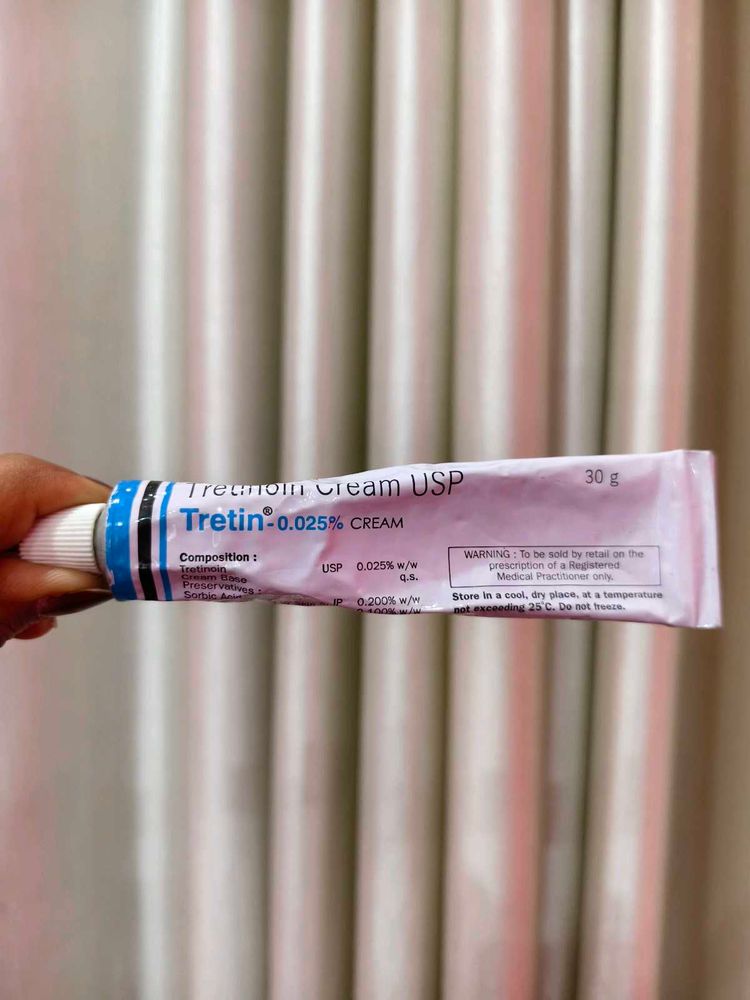 Tretinoin Cream USP
30 g
Tretin®-0.025% CREAM
Composition :
Tretinoin USP 0.025% w/w
Cream Base q.s.
Preservatives :
Sorbic Acid IP 0.200% w/w
WARNING : To be sold by retail on the
prescription of a Registered
Medical Practitioner only.
Store in a cool, dry place, at a temperature
not exceeding 25°C. Do not freeze.